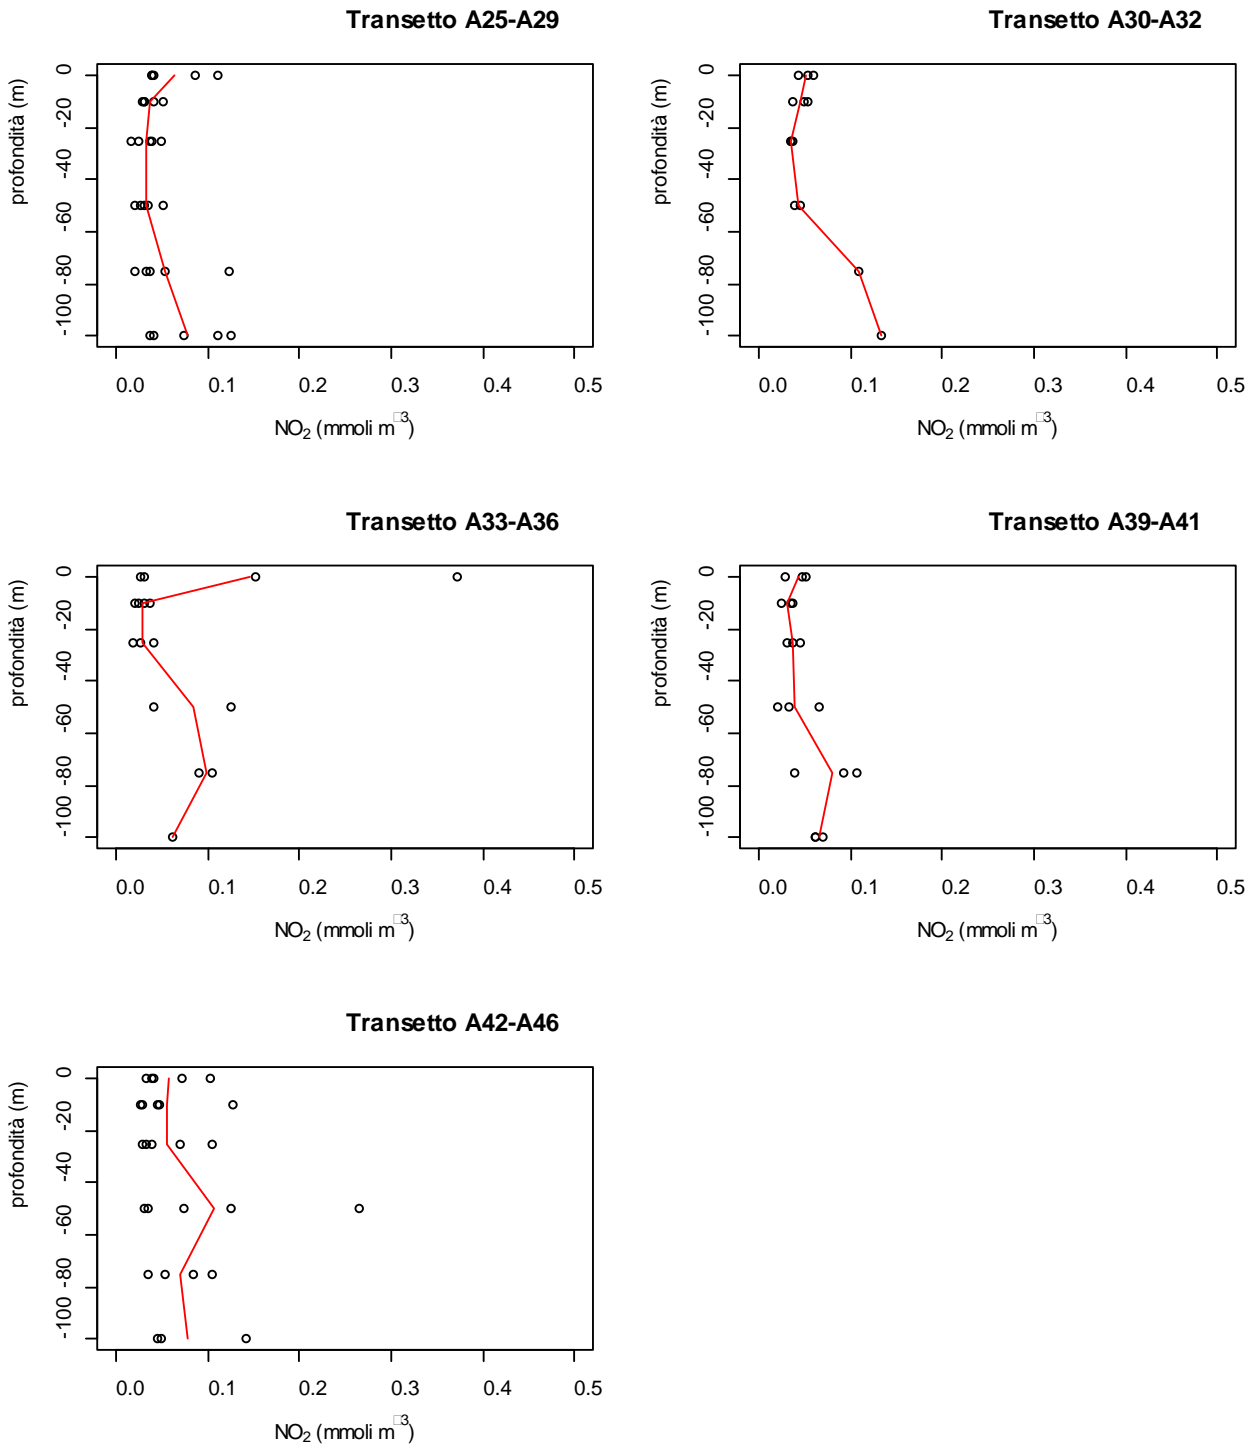 Transetto A25-A29
profondità (m)
0
-20
-40
-60
-80
-100
0.0 0.1 0.2 0.3 0.4 0.5
NO₂ (mmoli m□³)
Transetto A30-A32
profondità (m)
0
-20
-40
-60
-80
-100
0.0 0.1 0.2 0.3 0.4 0.5
NO₂ (mmoli m□³)
Transetto A33-A36
profondità (m)
0
-20
-40
-60
-80
-100
0.0 0.1 0.2 0.3 0.4 0.5
NO₂ (mmoli m□³)
Transetto A39-A41
profondità (m)
0
-20
-40
-60
-80
-100
0.0 0.1 0.2 0.3 0.4 0.5
NO₂ (mmoli m□³)
Transetto A42-A46
profondità (m)
0
-20
-40
-60
-80
-100
0.0 0.1 0.2 0.3 0.4 0.5
NO₂ (mmoli m□³)